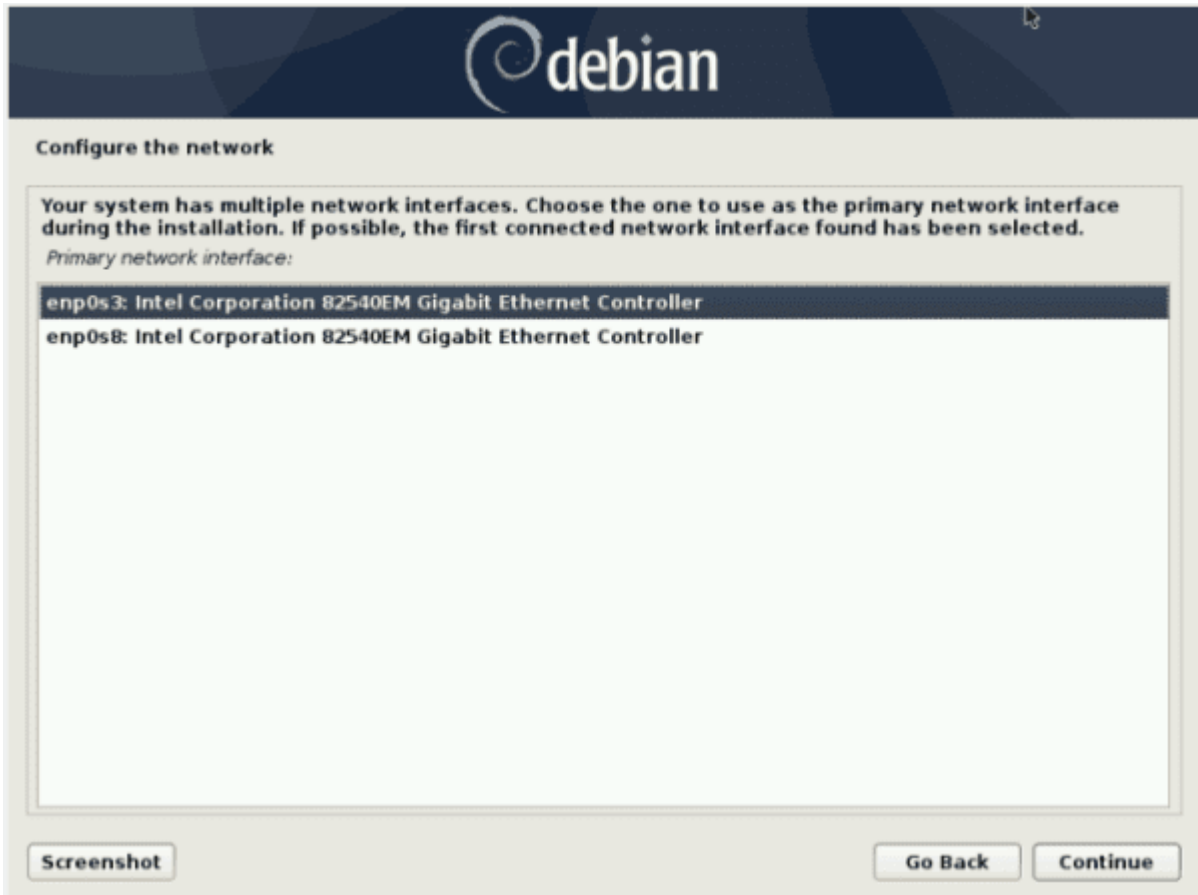 debian
Configure the network
Your system has multiple network interfaces. Choose the one to use as the primary network interface
during the installation. If possible, the first connected network interface found has been selected.
Primary network interface:
enp0s3: Intel Corporation 82540EM Gigabit Ethernet Controller
enp0s8: Intel Corporation 82540EM Gigabit Ethernet Controller
Screenshot
Go Back
Continue